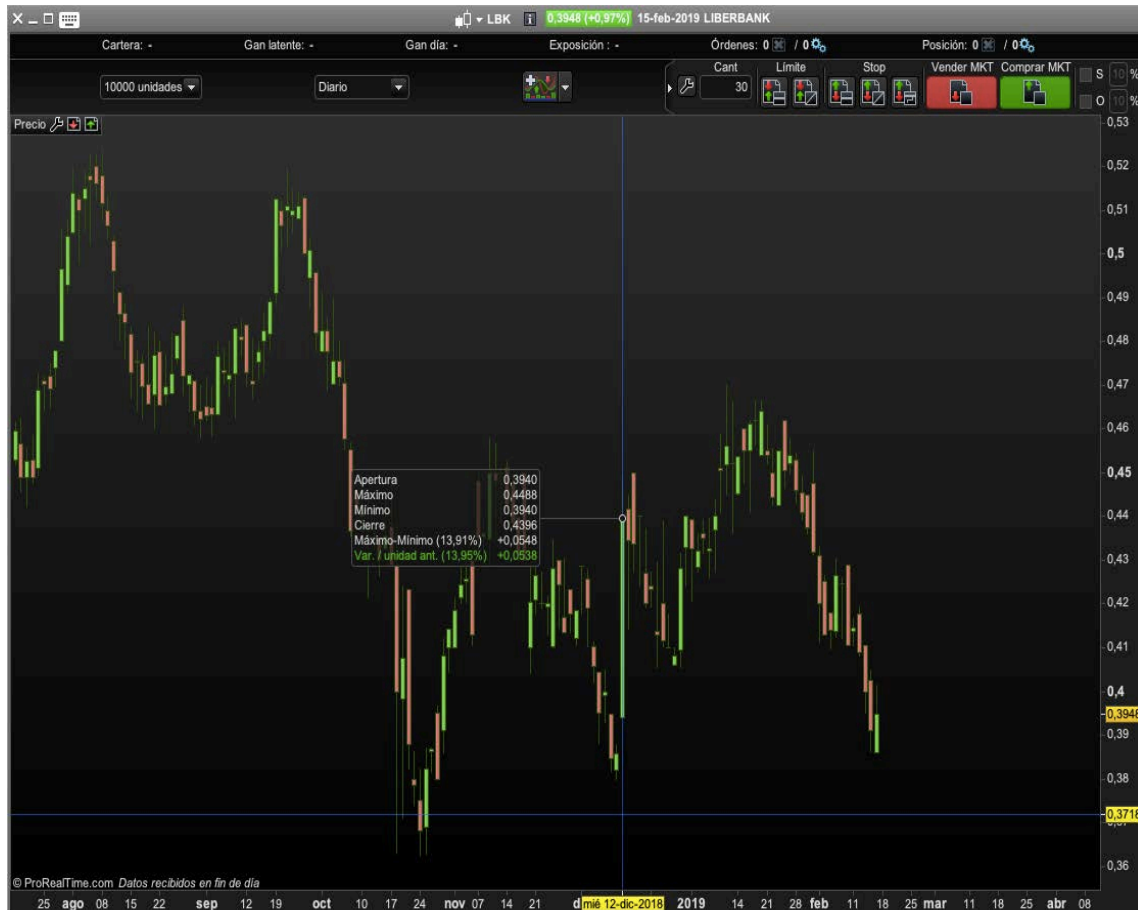 LBK 0,3948 (+0,97%) 15-feb-2019 LIBERBANK
Cartera: - Gan latente: - Gan día: - Exposición : - Órdenes: 0 / 0 Posición: 0 / 0
Cant Límite Stop Vender MKT Comprar MKT
10000 unidades Diario 30 S 10 %
O 10 %
Precio
0,53
0,52
0,51
0,5
0,49
0,48
0,47
0,46
0,45
Apertura 0,3940
Máximo 0,4488
Mínimo 0,3940
Cierre 0,4396
Máximo-Mínimo (13,91%) +0,0548
Var. / unidad ant. (13,95%) +0,0538
0,44
0,43
0,42
0,41
0,4
0,3948
0,39
0,38
0,3718
0,36
© ProRealTime.com Datos recibidos en fin de día
25 ago 08 15 22 sep 12 19 oct 10 17 24 nov 07 14 21 d mié 12-dic-2018 2019 14 21 28 feb 11 18 25 mar 11 18 25 abr 08